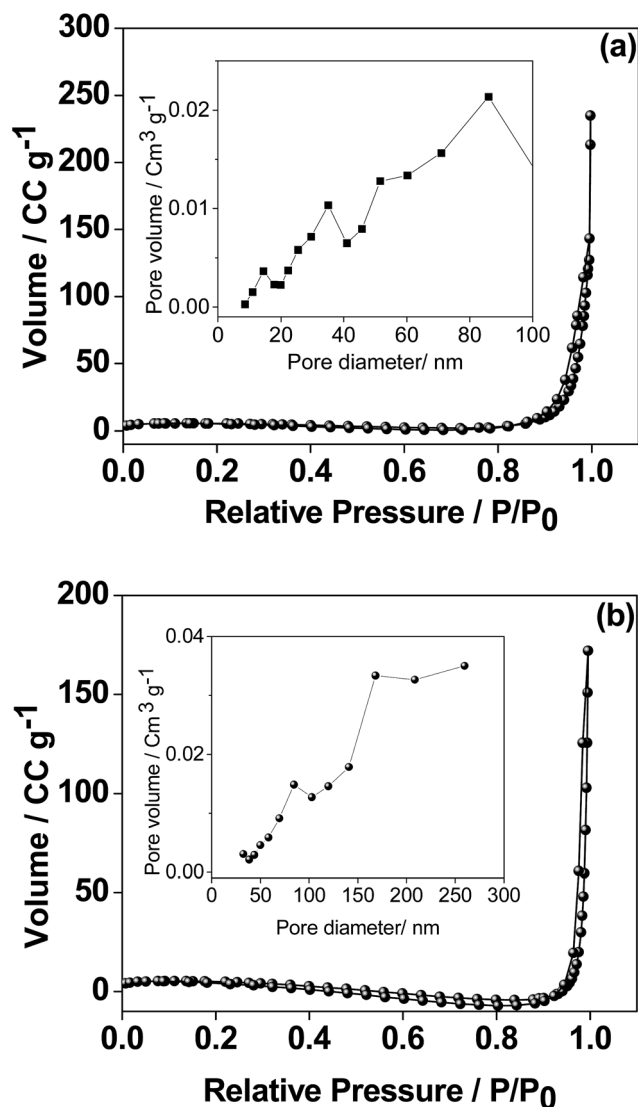 (a)
300
250
200
150
100
50
0
Volume / CC g-1
0.02
0.01
0.00
Pore volume / Cm3 g-1
0 20 40 60 80 100
Pore diameter/ nm
0.0 0.2 0.4 0.6 0.8 1.0
Relative Pressure / P/P0
(b)
200
150
100
50
0
Volume / CC g-1
0.04
0.02
0.00
Pore volume / Cm3 g-1
0 50 100 150 200 250 300
Pore diameter/ nm
0.0 0.2 0.4 0.6 0.8 1.0
Relative Pressure / P/P0